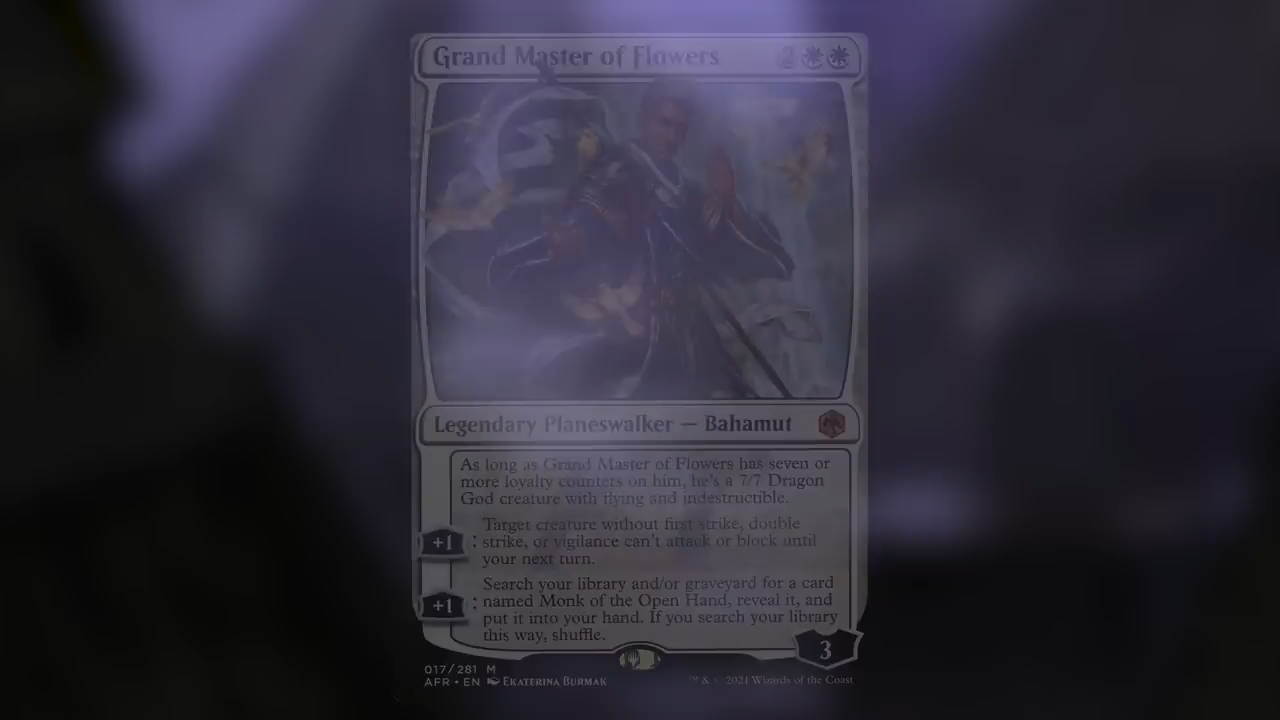 Grand Master of Flowers 2
Legendary Planeswalker — Bahamut
As long as Grand Master of Flowers has seven or
more loyalty counters on him, he's a 7/7 Dragon
God creature with flying and indestructible.
+1 : Target creature without first strike, double
strike, or vigilance can't attack or block until
your next turn.
+1 : Search your library and/or graveyard for a card
named Monk of the Open Hand, reveal it, and
put it into your hand. If you search your library
this way, shuffle.
3
017/281 M
AFR • EN Ekaterina Burmak
™ & © 2021 Wizards of the Coast